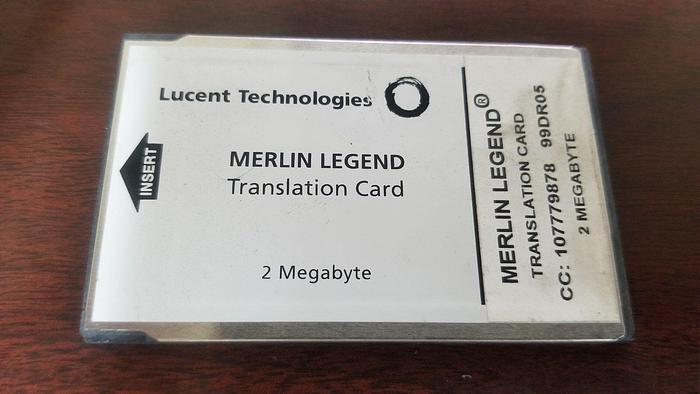 Lucent Technologies
INSERT
MERLIN LEGEND
Translation Card
2 Megabyte
MERLIN LEGEND®
TRANSLATION CARD
CC: 107779878 99DR05
2 MEGABYTE